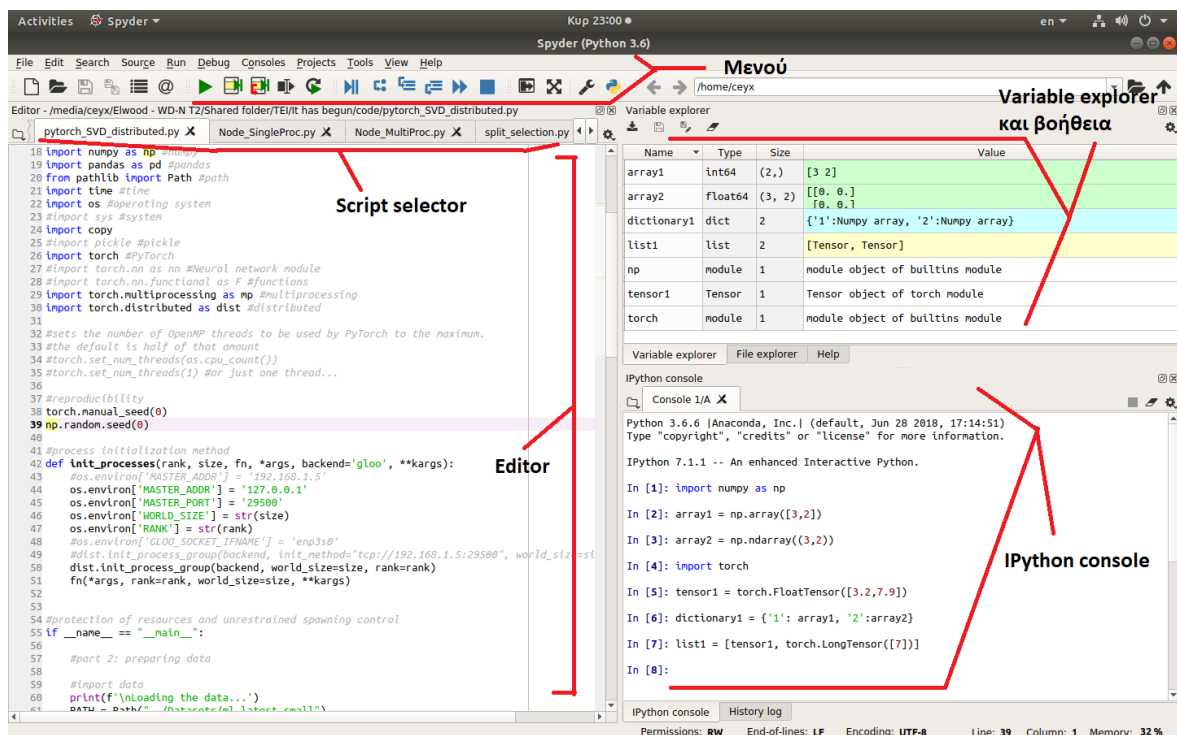 Activities Spyder Κυρ 23:00 en
Spyder (Python 3.6)
File Edit Search Source Run Debug Consoles Projects Tools View Help
Μενού
/home/ceyx
Editor - /media/ceyx/Elwood - WD-N T2/Shared folder/TEI/It has begun/code/pytorch_SVD_distributed.py
pytorch_SVD_distributed.py Node_SingleProc.py Node_MultiProc.py split_selection.py
18 import numpy as np #numpy
19 import pandas as pd #pandas
20 from pathlib import Path #path
21 import time #time
22 import os #operating system
23 #import sys #system
24 import copy
25 #import pickle #pickle
26 import torch #PyTorch
27 #import torch.nn as nn #Neural network module
28 #import torch.nn.functional as F #functions
29 import torch.multiprocessing as mp #multiprocessing
30 import torch.distributed as dist #distributed
31
32 #sets the number of OpenMP threads to be used by PyTorch to the maximum.
33 #the default is half of that amount
34 #torch.set_num_threads(os.cpu_count())
35 #torch.set_num_threads(1) #or just one thread...
36
37 #reproducibility
38 torch.manual_seed(0)
39 np.random.seed(0)
40
41 #process initialization method
42 def init_processes(rank, size, fn, *args, backend='gloo', **kargs):
43 #os.environ['MASTER_ADDR'] = '192.168.1.5'
44 os.environ['MASTER_ADDR'] = '127.0.0.1'
45 os.environ['MASTER_PORT'] = '29500'
46 os.environ['WORLD_SIZE'] = str(size)
47 os.environ['RANK'] = str(rank)
48 #os.environ['GLOO_SOCKET_IFNAME'] = 'enp3s0'
49 #dist.init_process_group(backend, init_method="tcp://192.168.1.5:29500", world_size=si
50 dist.init_process_group(backend, world_size=size, rank=rank)
51 fn(*args, rank=rank, world_size=size, **kargs)
52
53
54 #protection of resources and unrestrained spawning control
55 if __name__ == "__main__":
56
57 #part 2: preparing data
58
59 #import data
60 print(f'\nLoading the data...')
61 PATH = Path("../Datasets/ml-latest-small")
Script selector
Editor
Variable explorer
Variable explorer
και βοήθεια
Name Type Size Value
array1 int64 (2,) [3 2]
array2 float64 (3, 2) [[0. 0.]
[0. 0.]
dictionary1 dict 2 {'1':Numpy array, '2':Numpy array}
list1 list 2 [Tensor, Tensor]
np module 1 module object of builtins module
tensor1 Tensor 1 Tensor object of torch module
torch module 1 module object of builtins module
Variable explorer File explorer Help
IPython console
Console 1/A
Python 3.6.6 |Anaconda, Inc.| (default, Jun 28 2018, 17:14:51)
Type "copyright", "credits" or "license" for more information.
IPython 7.1.1 -- An enhanced Interactive Python.
In [1]: import numpy as np
In [2]: array1 = np.array([3,2])
In [3]: array2 = np.ndarray((3,2))
In [4]: import torch
In [5]: tensor1 = torch.FloatTensor([3.2,7.9])
In [6]: dictionary1 = {'1': array1, '2':array2}
In [7]: list1 = [tensor1, torch.LongTensor([7])]
In [8]:
IPython console
IPython console History log
Permissions: RW End-of-lines: LF Encoding: UTF-8 Line: 39 Column: 1 Memory: 32 %